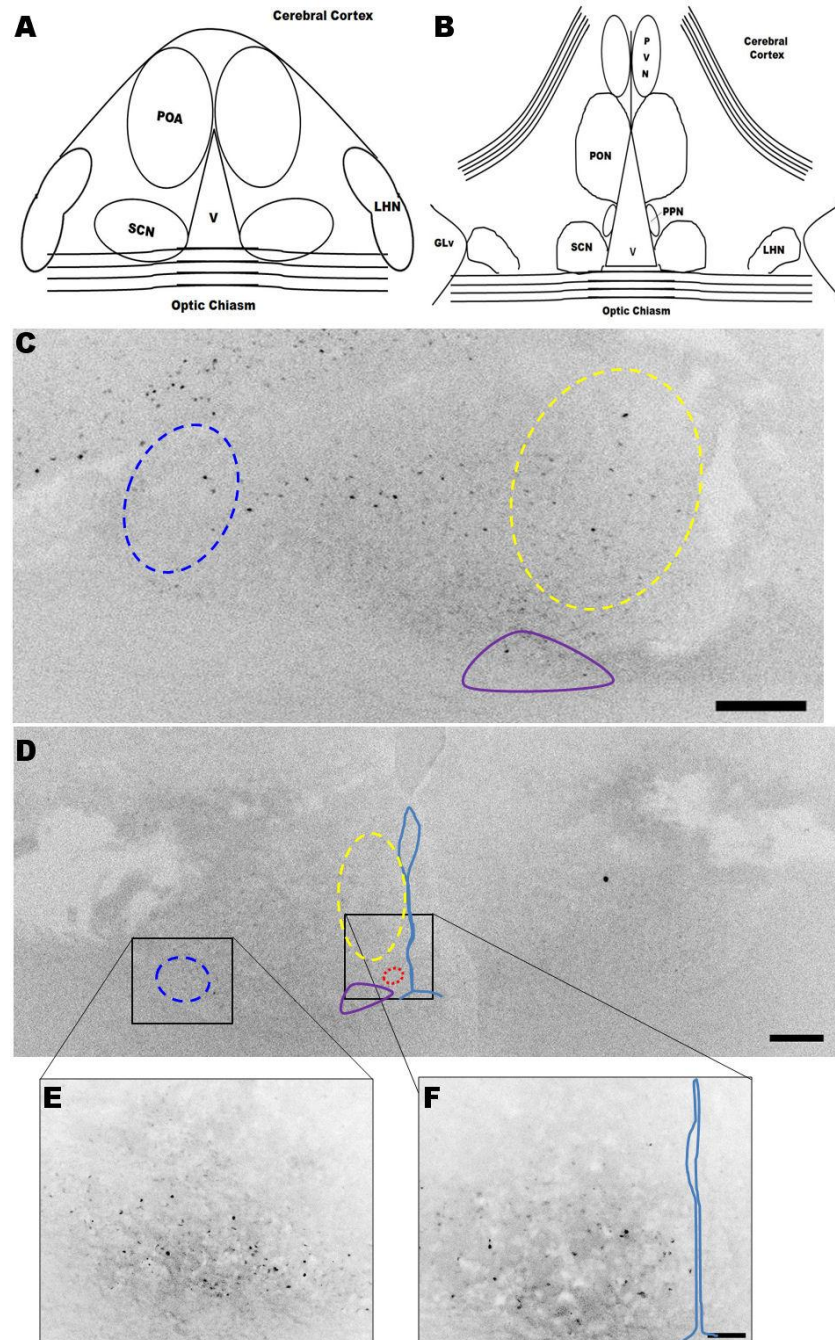 A
Cerebral Cortex
POA
LHN
SCN
V
Optic Chiasm
B
P
V
N
Cerebral
Cortex
PON
PPN
GLv
SCN
V
LHN
Optic Chiasm
C
D
E
F